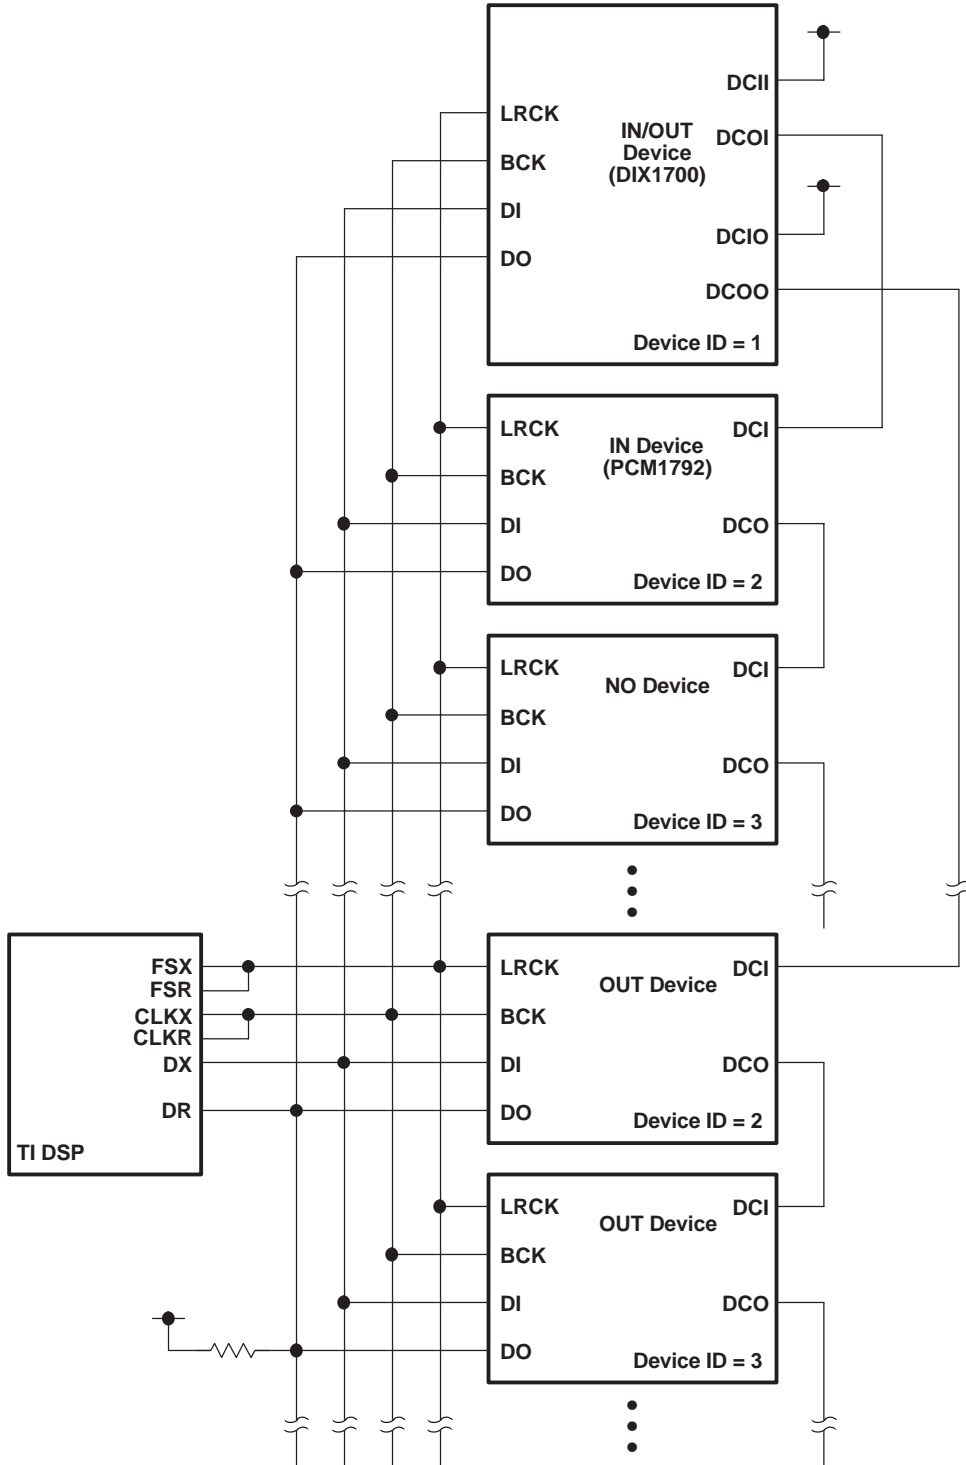 DCII
LRCK
IN/OUT
Device
(DIX1700)
DCOI
BCK
DI
DCIO
DO
DCOO
Device ID = 1
LRCK
DCI
IN Device
(PCM1792)
BCK
DI
DCO
DO
Device ID = 2
LRCK
DCI
NO Device
BCK
DI
DCO
DO
Device ID = 3
FSX
FSR
CLKX
CLKR
DX
DR
TI DSP
LRCK
DCI
OUT Device
BCK
DI
DCO
DO
Device ID = 2
LRCK
DCI
OUT Device
BCK
DI
DCO
DO
Device ID = 3